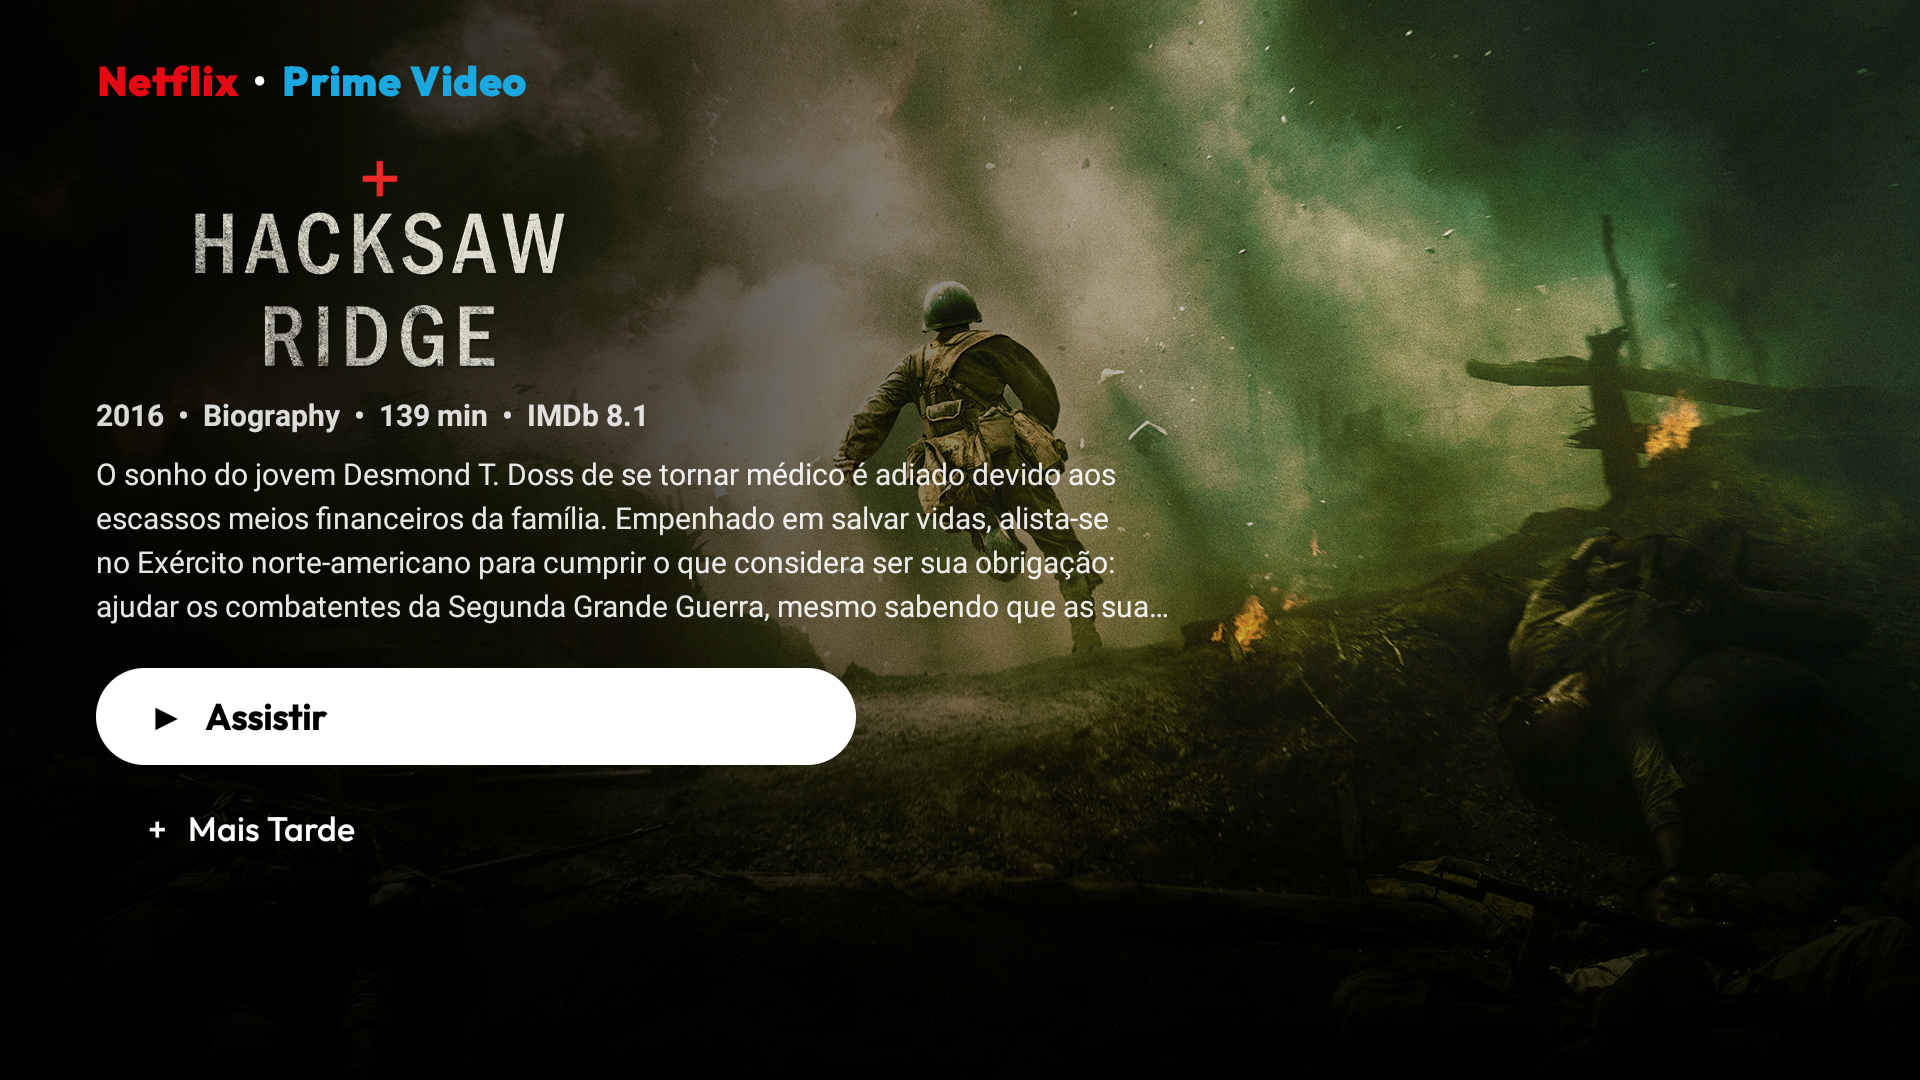 Netflix • Prime Video
HACKSAW
RIDGE
2016 • Biography • 139 min • IMDb 8.1
O sonho do jovem Desmond T. Doss de se tornar médico é adiado devido aos
escassos meios financeiros da família. Empenhado em salvar vidas, alista-se
no Exército norte-americano para cumprir o que considera ser sua obrigação:
ajudar os combatentes da Segunda Grande Guerra, mesmo sabendo que as sua...
▶ Assistir
+ Mais Tarde